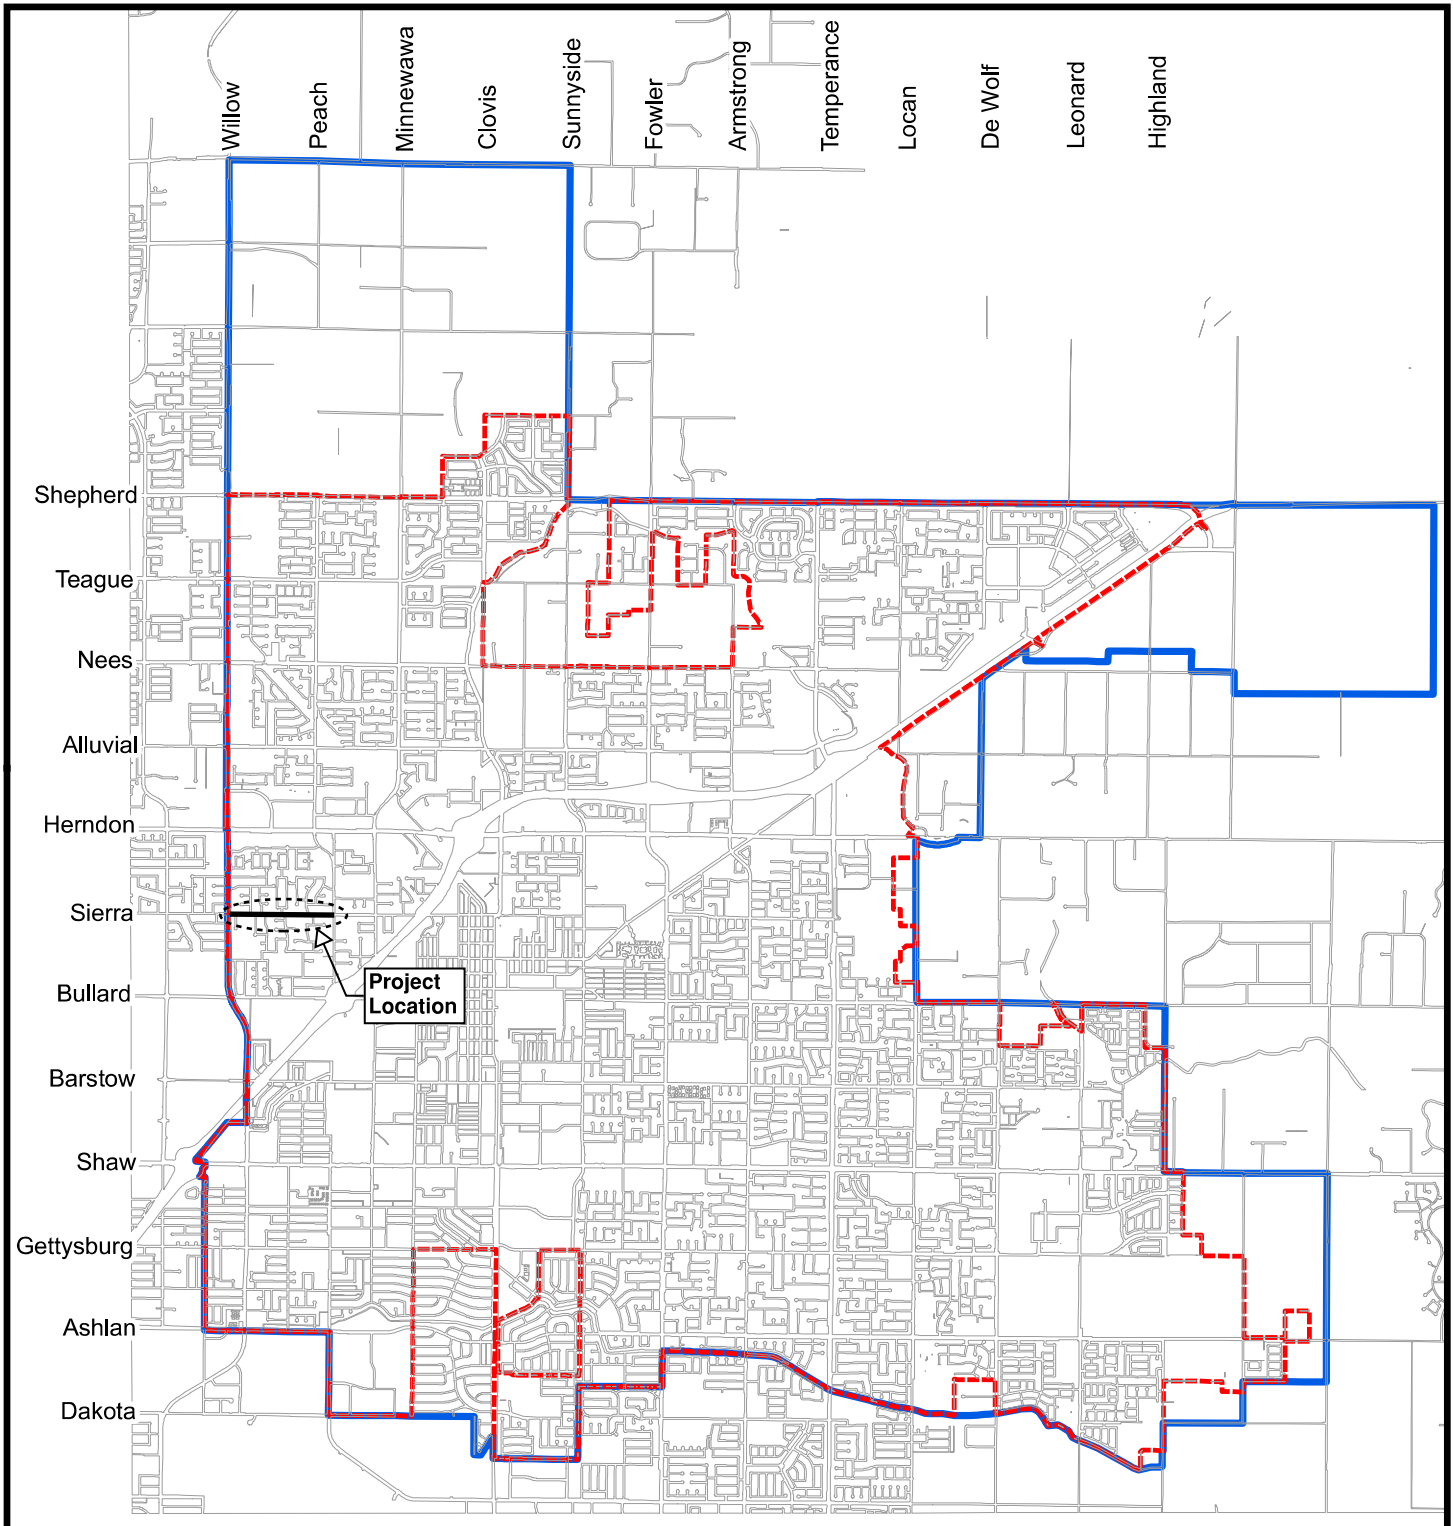 Willow
Peach
Minnewawa
Clovis
Sunnyside
Fowler
Armstrong
Temperance
Locan
De Wolf
Leonard
Highland
Shepherd
Teague
Nees
Alluvial
Herndon
Sierra
Project
Location
Bullard
Barstow
Shaw
Gettysburg
Ashlan
Dakota